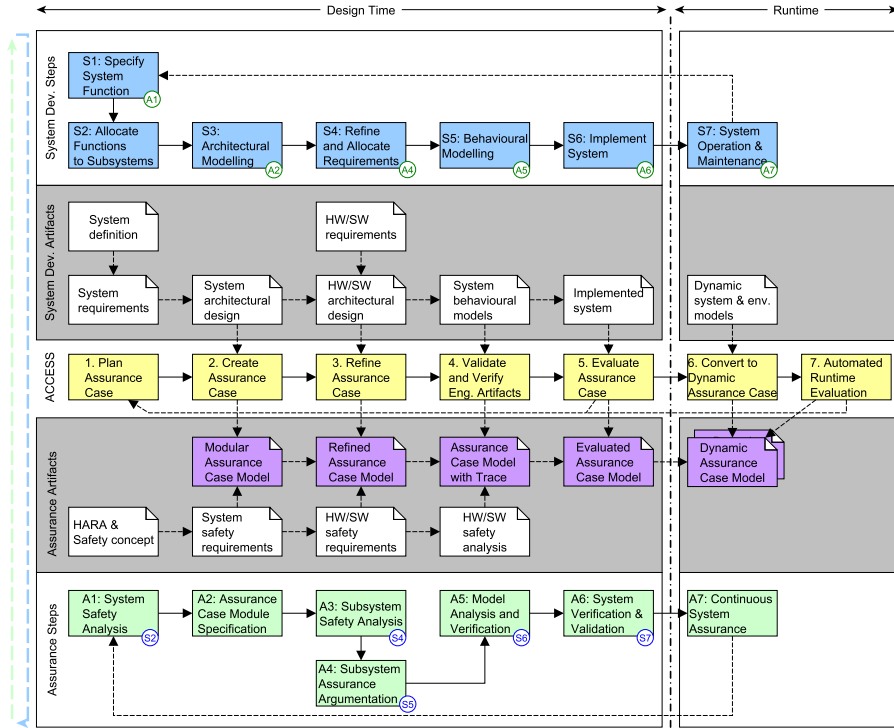 Design Time
Runtime
System Dev. Steps
S1: Specify
System
Function
A1
S2: Allocate
Functions
to Subsystems
S3:
Architectural
Modelling
A2
S4: Refine
and Allocate
Requirements
A4
S5: Behavioural
Modelling
A5
S6: Implement
System
A6
S7: System
Operation &
Maintenance
A7
System Dev. Artifacts
System
definition
HW/SW
requirements
System
requirements
System
architectural
design
HW/SW
architectural
design
System
behavioural
models
Implemented
system
Dynamic
system & env.
models
ACCESS
1. Plan
Assurance
Case
2. Create
Assurance
Case
3. Refine
Assurance
Case
4. Validate
and Verify
Eng. Artifacts
5. Evaluate
Assurance
Case
6. Convert to
Dynamic
Assurance Case
7. Automated
Runtime
Evaluation
Assurance Artifacts
Modular
Assurance
Case Model
Refined
Assurance
Case Model
Assurance
Case Model
with Trace
Evaluated
Assurance
Case Model
Dynamic
Assurance
Case Model
HARA &
Safety concept
System
safety
requirements
HW/SW
safety
requirements
HW/SW
safety
analysis
Assurance Steps
A1: System
Safety
Analysis
S2
A2: Assurance
Case Module
Specification
A3: Subsystem
Safety Analysis
S4
A4: Subsystem
Assurance
Argumentation
S5
A5: Model
Analysis and
Verification
S6
A6: System
Verification &
Validation
S7
A7: Continuous
System
Assurance